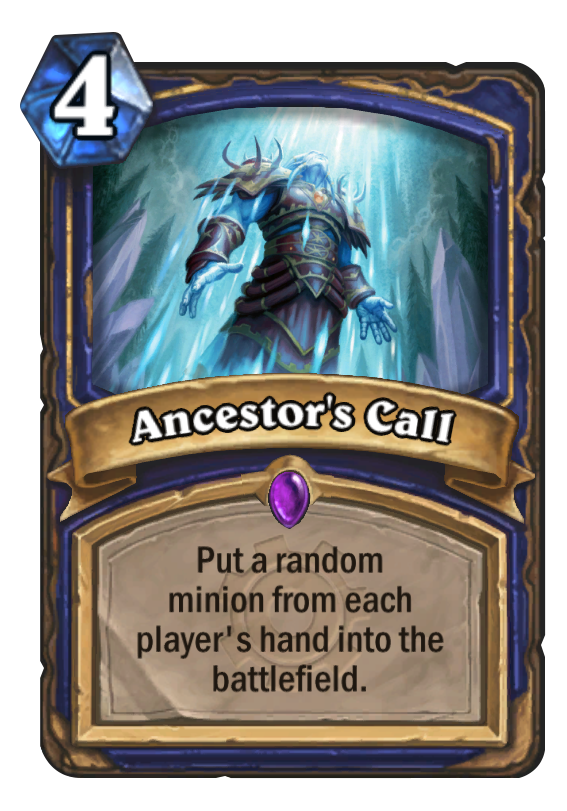 4
Ancestor's Call
Put a random
minion from each
player's hand into the
battlefield.